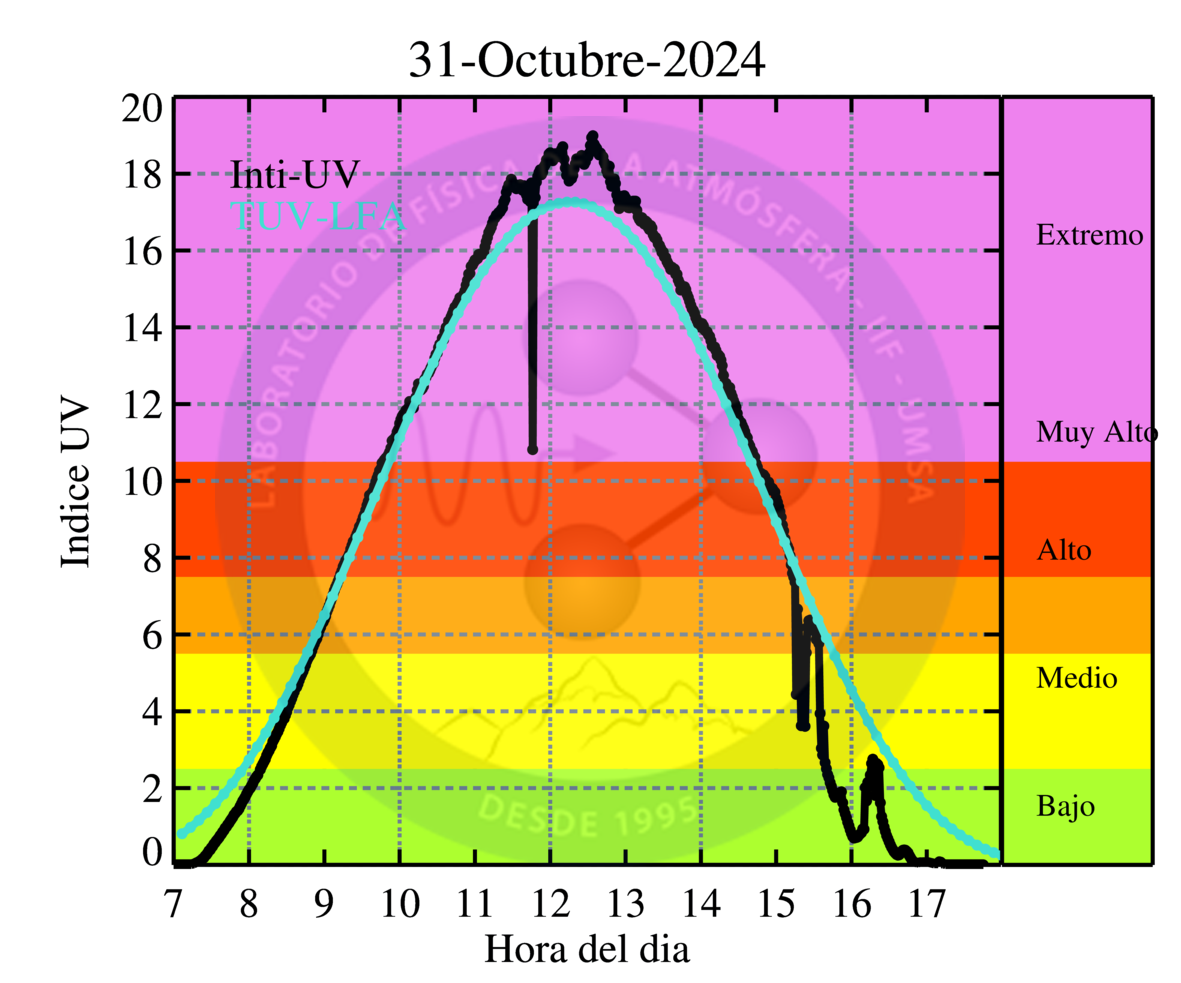 31-Octubre-2024
Indice UV
20
18
16
14
12
10
8
6
4
2
0
Inti-UV
TUV-LFA
LABORATORIO DE FÍSICA DE LA ATMÓSFERA - IIF - UMSA
DESDE 1995
Extremo
Muy Alto
Alto
Medio
Bajo
7 8 9 10 11 12 13 14 15 16 17
Hora del dia